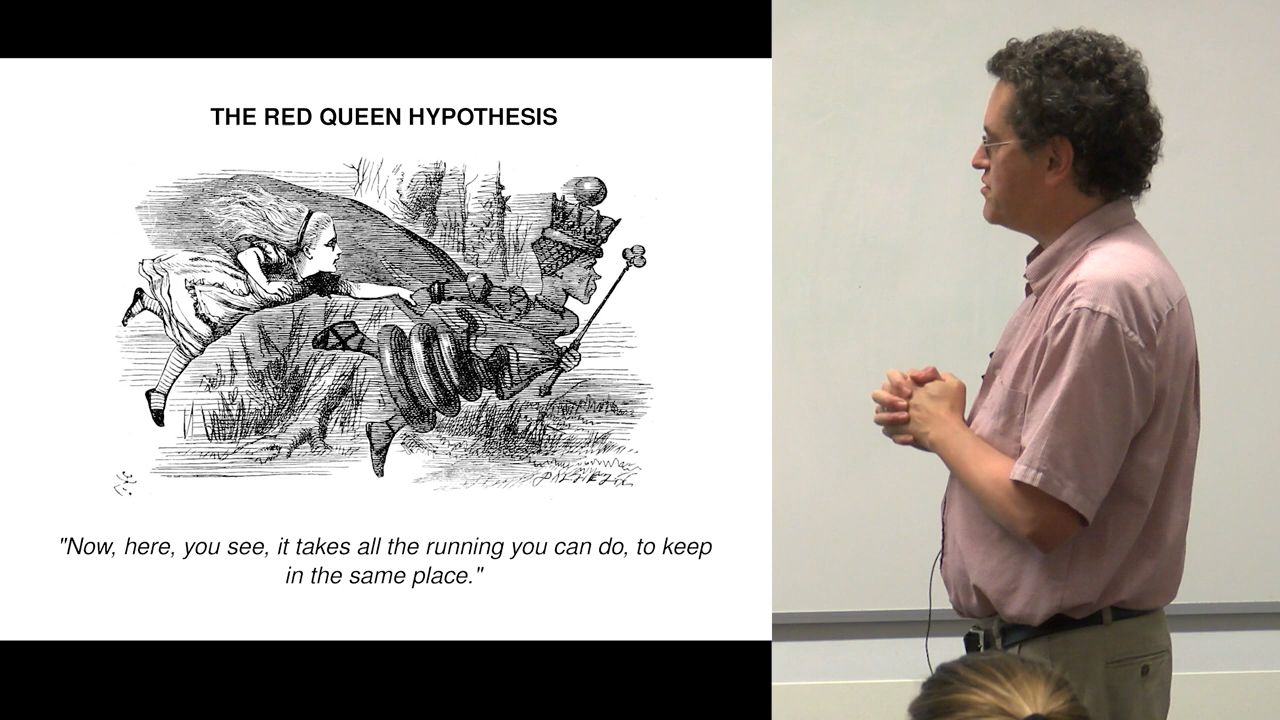 THE RED QUEEN HYPOTHESIS
DALZIEL
"Now, here, you see, it takes all the running you can do, to keep
in the same place."